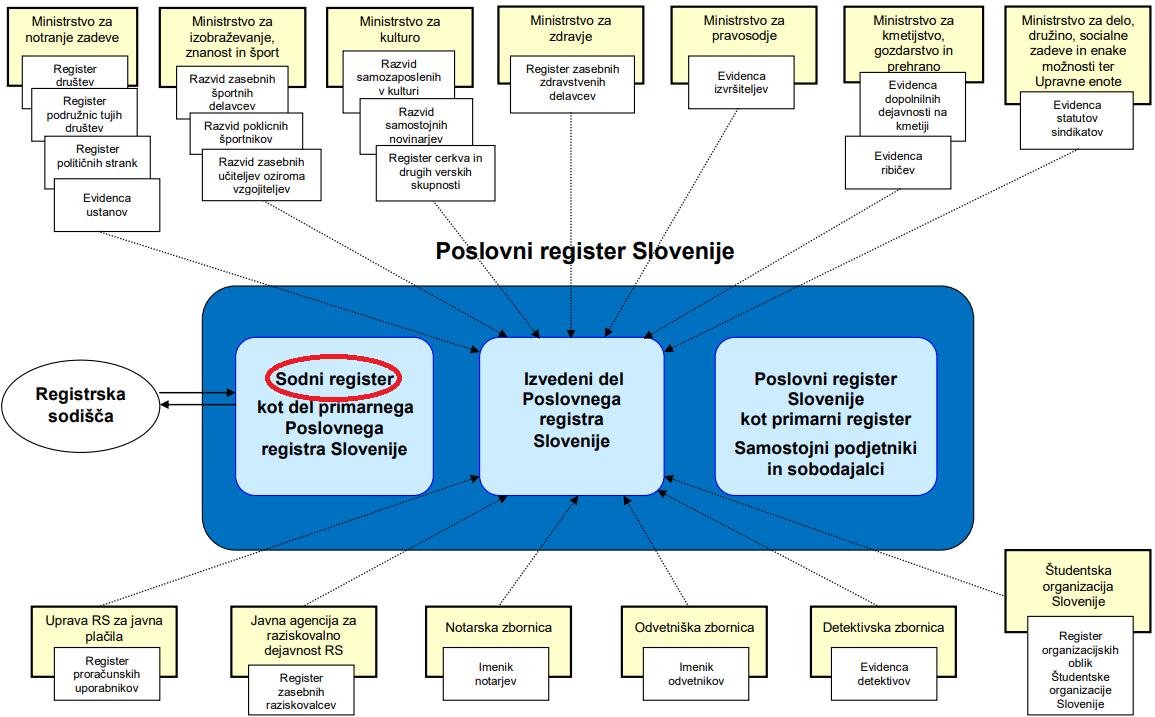 Ministrstvo za
notranje zadeve
Register
društev
Register
podružnic tujih
društev
Register
političnih strank
Evidenca
ustanov
Ministrstvo za
izobraževanje,
znanost in šport
Razvid zasebnih
športnih
delavcev
Razvid poklicnih
športnikov
Razvid zasebnih
učiteljev oziroma
vzgojiteljev
Ministrstvo za
kulturo
Razvid
samozaposlenih
v kulturi
Razvid
samostojnih
novinarjev
Register cerkva in
drugih verskih
skupnosti
Ministrstvo za
zdravje
Register zasebnih
zdravstvenih
delavcev
Ministrstvo za
pravosodje
Evidenca
izvršiteljev
Ministrstvo za
kmetijstvo,
gozdarstvo in
prehrano
Evidenca
dopolnilnih
dejavnosti na
kmetiji
Evidenca
ribičev
Ministrstvo za delo,
družino, socialne
zadeve in enake
možnosti ter
Upravne enote
Evidenca
statutov
sindikatov
Poslovni register Slovenije
Registrska
sodišča
Sodni register
kot del primarnega
Poslovnega
registra Slovenije
Izvedeni del
Poslovnega
registra
Slovenije
Poslovni register
Slovenije
kot primarni register
Samostojni podjetniki
in sobodajalci
Uprava RS za javna
plačila
Register
proračunskih
uporabnikov
Javna agencija za
raziskovalno
dejavnost RS
Register
zasebnih
raziskovalcev
Notarska zbornica
Imenik
notarjev
Odvetniška zbornica
Imenik
odvetnikov
Detektivska zbornica
Evidenca
detektivov
Študentska
organizacija
Slovenije
Register
organizacijskih
oblik
Študentske
organizacije
Slovenije